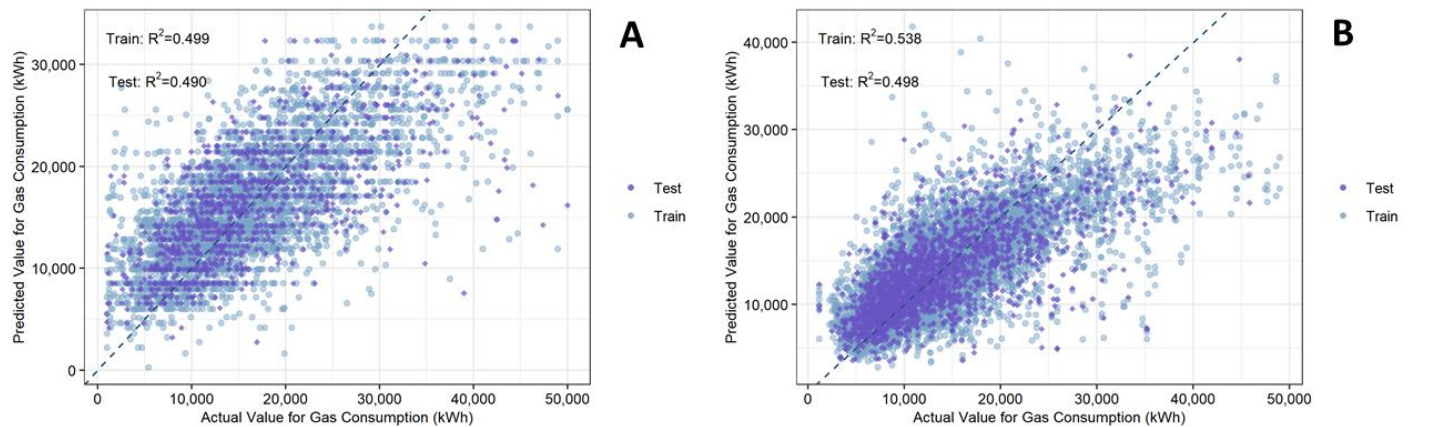 A
Train: R²=0.499
Test: R²=0.490
Predicted Value for Gas Consumption (kWh)
30,000
20,000
10,000
0
0 10,000 20,000 30,000 40,000 50,000
Actual Value for Gas Consumption (kWh)
Test
Train
B
Train: R²=0.538
Test: R²=0.498
Predicted Value for Gas Consumption (kWh)
40,000
30,000
20,000
10,000
0 10,000 20,000 30,000 40,000 50,000
Actual Value for Gas Consumption (kWh)
Test
Train